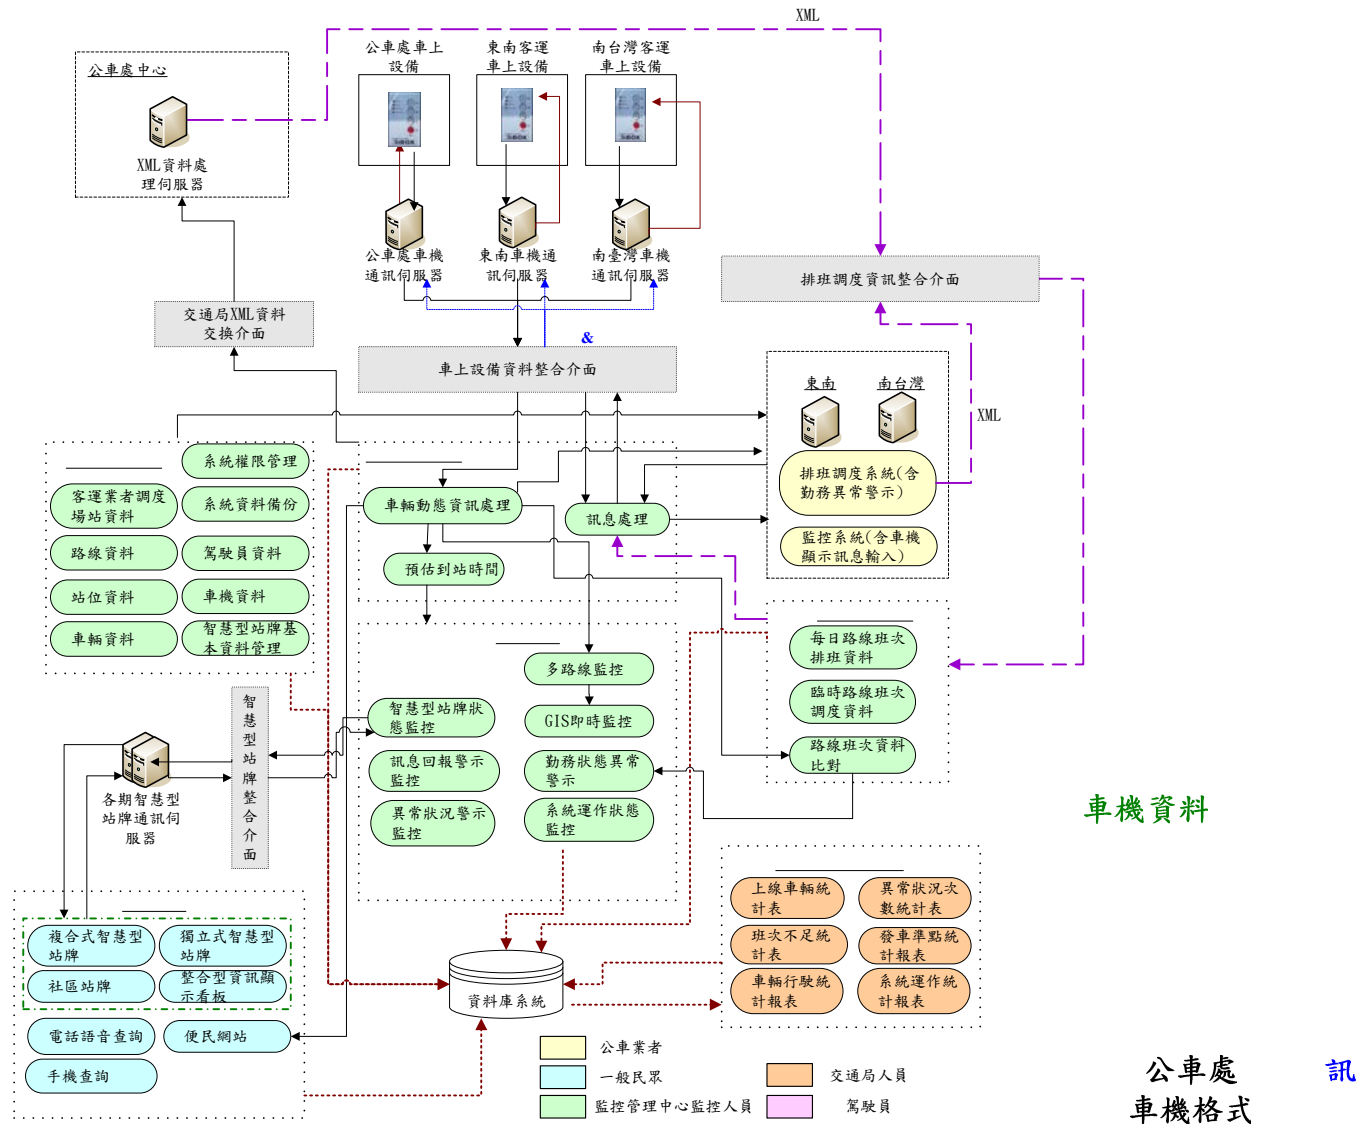 XML
公車處中心
XML資料處
理伺服器
公車處車上
設備
東南客運
車上設備
南台灣客運
車上設備
公車處車機
通訊伺服器
東南車機通
訊伺服器
南臺灣車機
通訊伺服器
排班調度資訊整合介面
交通局XML資料
交換介面
&
車上設備資料整合介面
東南
南台灣
XML
排班調度系統(含
勤務異常警示)
監控系統(含車機
顯示訊息輸入)
系統權限管理
客運業者調度
場站資料
系統資料備份
路線資料
駕駛員資料
站位資料
車機資料
車輛資料
智慧型站牌基
本資料管理
車輛動態資訊處理
訊息處理
預估到站時間
多路線監控
智慧型站牌狀
態監控
GIS即時監控
訊息回報警示
監控
勤務狀態異常
警示
異常狀況警示
監控
系統運作狀態
監控
每日路線班次
排班資料
臨時路線班次
調度資料
路線班次資料
比對
智慧型站牌整合介面
各期智慧型
站牌通訊伺
服器
車機資料
上線車輛統
計表
異常狀況次
數統計表
班次不足統
計表
發車準點統
計報表
車輛行駛統
計報表
系統運作統
計報表
複合式智慧型
站牌
獨立式智慧型
站牌
社區站牌
整合型資訊顯
示看板
電話語音查詢
便民網站
手機查詢
資料庫系統
公車業者
一般民眾
監控管理中心監控人員
交通局人員
駕駛員
公車處
車機格式
訊